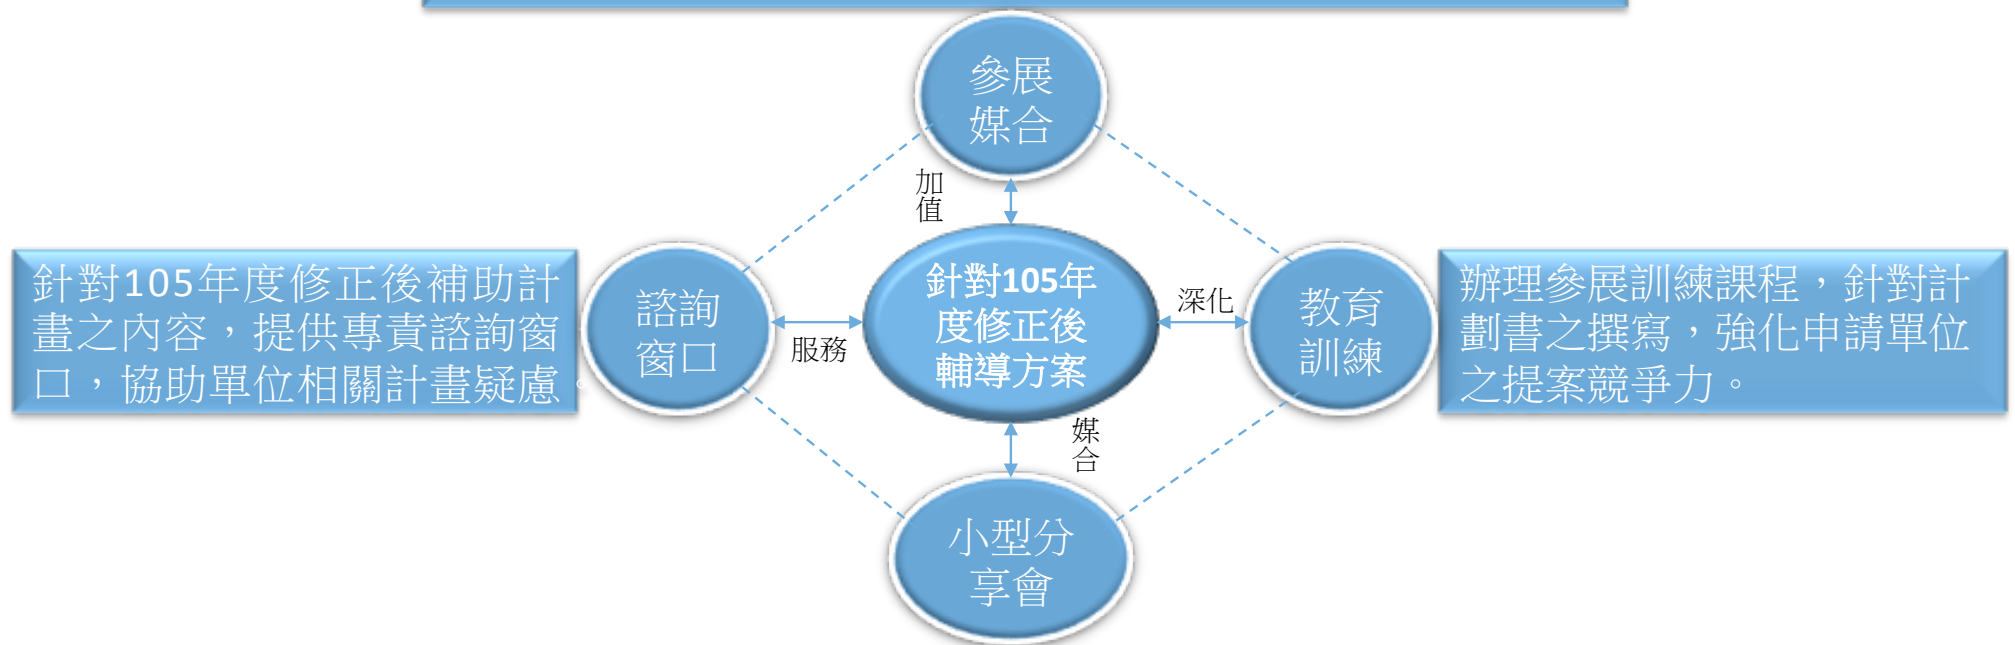 參展
媒合
加
值
針對105年度修正後補助計
畫之內容，提供專責諮詢窗
口，協助單位相關計畫疑慮。
諮詢
窗口
服務
針對105年
度修正後
輔導方案
深化
教育
訓練
辦理參展訓練課程，針對計
劃書之撰寫，強化申請單位
之提案競爭力。
媒
合
小型分
享會